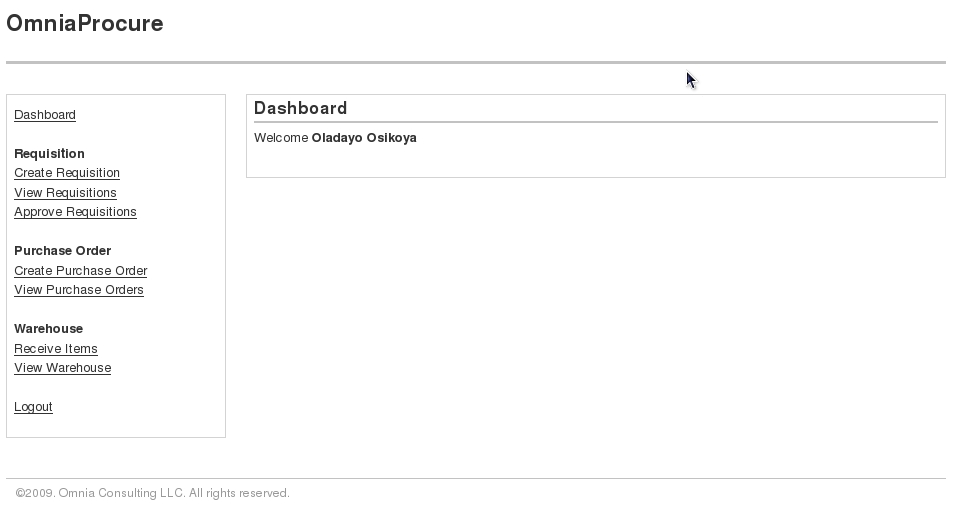 OmniaProcure
Dashboard
Requisition
Create Requisition
View Requisitions
Approve Requisitions
Purchase Order
Create Purchase Order
View Purchase Orders
Warehouse
Receive Items
View Warehouse
Logout
Dashboard
Welcome Oladayo Osikoya
©2009. Omnia Consulting LLC. All rights reserved.